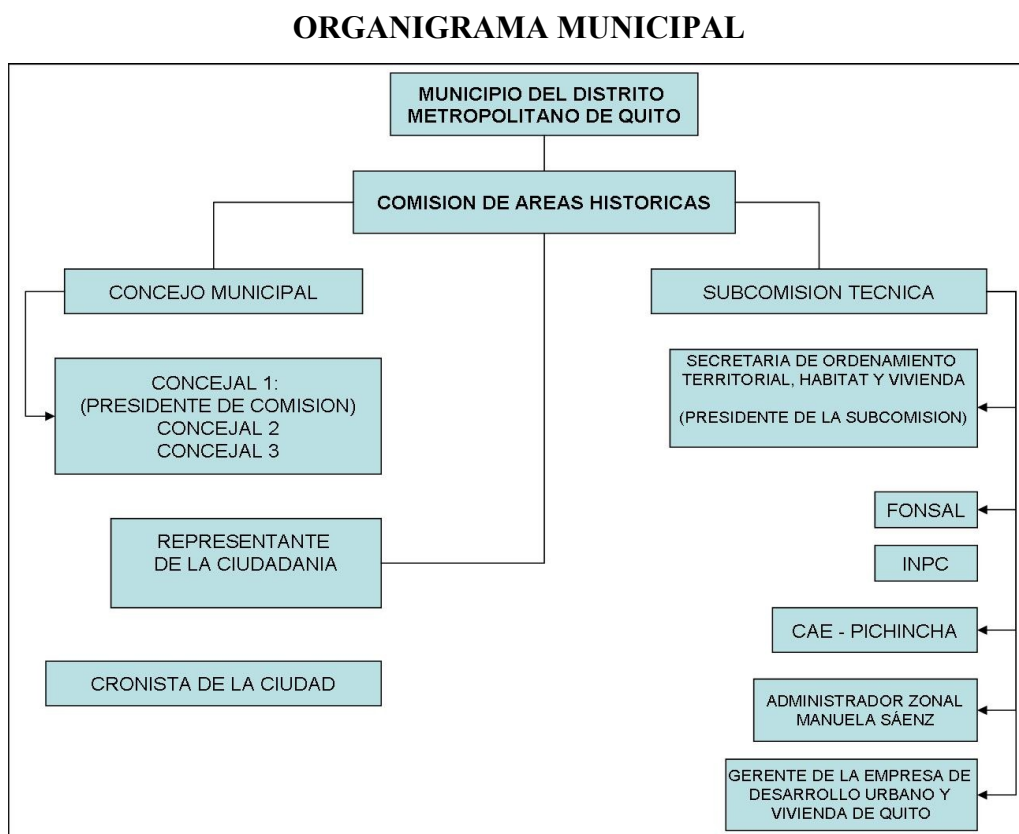 ORGANIGRAMA MUNICIPAL
MUNICIPIO DEL DISTRITO
METROPOLITANO DE QUITO
COMISION DE AREAS HISTORICAS
CONCEJO MUNICIPAL
SUBCOMISION TECNICA
CONCEJAL 1:
(PRESIDENTE DE COMISION)
CONCEJAL 2
CONCEJAL 3
SECRETARIA DE ORDENAMIENTO
TERRITORIAL, HABITAT Y VIVIENDA
(PRESIDENTE DE LA SUBCOMISION)
REPRESENTANTE
DE LA CIUDADANIA
FONSAL
INPC
CAE - PICHINCHA
CRONISTA DE LA CIUDAD
ADMINISTRADOR ZONAL
MANUELA SÁENZ
GERENTE DE LA EMPRESA DE
DESARROLLO URBANO Y
VIVIENDA DE QUITO